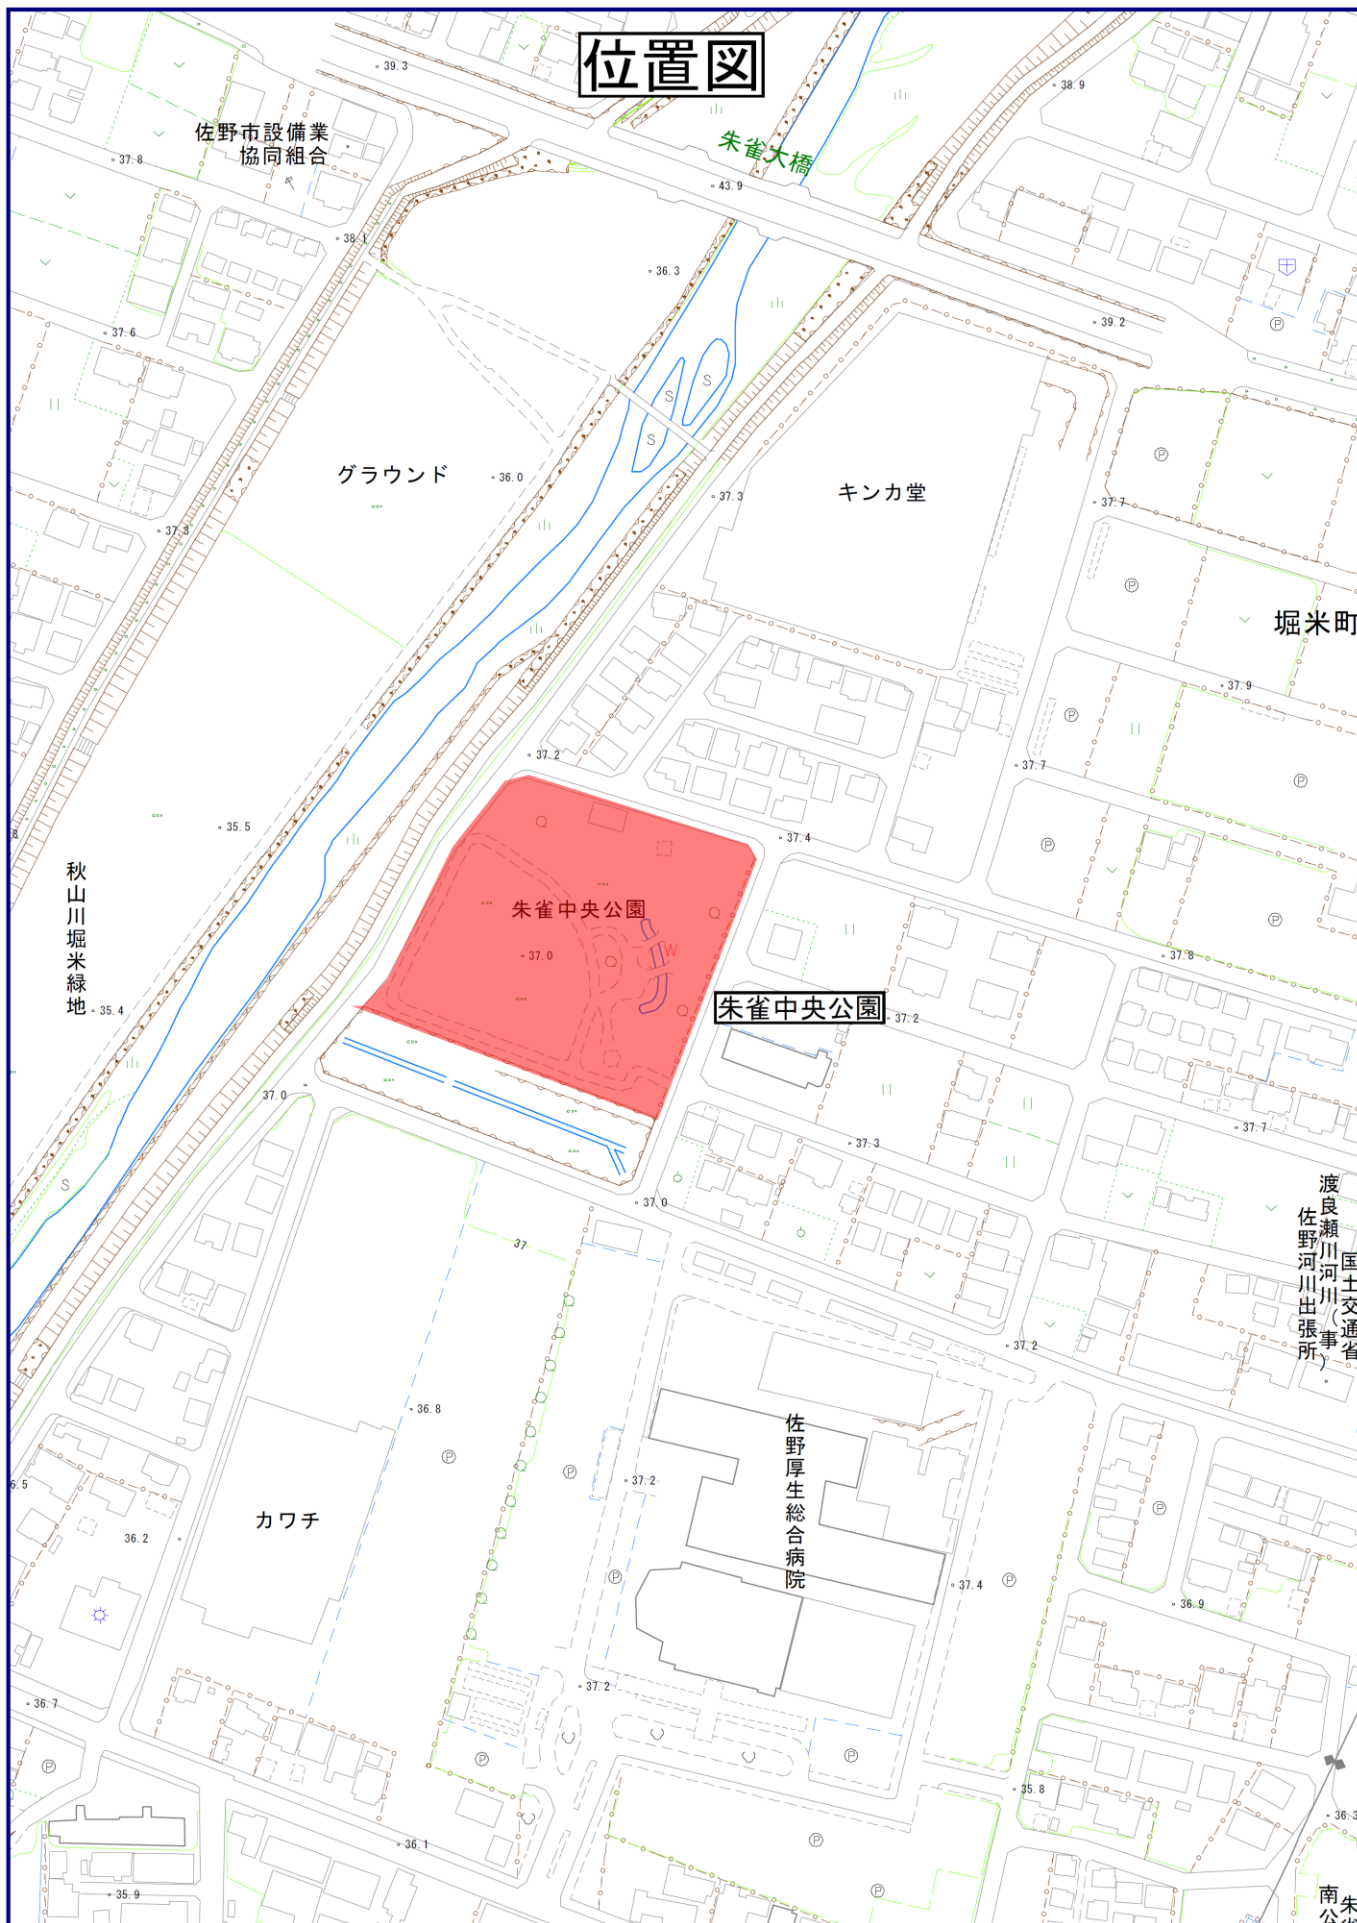 位置図
39.3
38.9
佐野市設備業
協同組合
朱雀大橋
37.8
43.9
38.1
36.3
39.2
37.6
P
S
S
S
P
グラウンド
36.0
37.3
キンカ堂
37.7
37.3
P
堀米町
37.9
P
37.2
37.7
P
35.5
37.4
P
秋山川堀米緑地
朱雀中央公園
P
37.0
W
37.8
35.4
朱雀中央公園
37.2
37.0
37.7
37.3
S
37.0
国土交通省
渡良瀬川河川(事)
佐野河川出張所
37
37.2
36.8
佐野厚生総合病院
P
P
37.2
6.5
P
カワチ
36.2
P
37.4
P
36.9
36.7
37.2
P
P
P
35.8
36.3
36.1
P
35.9
P
南公